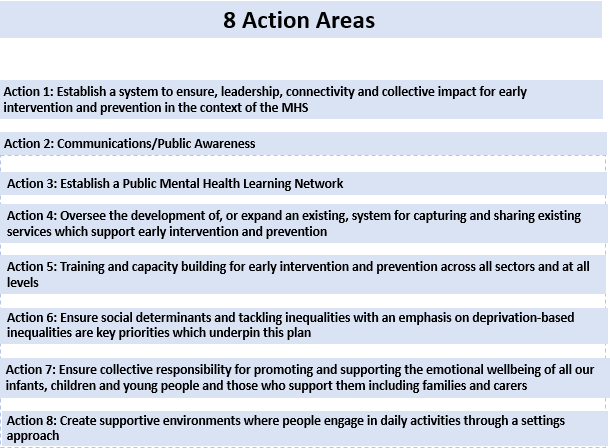 8 Action Areas
Action 1: Establish a system to ensure, leadership, connectivity and collective impact for early
intervention and prevention in the context of the MHS
Action 2: Communications/Public Awareness
Action 3: Establish a Public Mental Health Learning Network
Action 4: Oversee the development of, or expand an existing, system for capturing and sharing existing
services which support early intervention and prevention
Action 5: Training and capacity building for early intervention and prevention across all sectors and at all
levels
Action 6: Ensure social determinants and tackling inequalities with an emphasis on deprivation-based
inequalities are key priorities which underpin this plan
Action 7: Ensure collective responsibility for promoting and supporting the emotional wellbeing of all our
infants, children and young people and those who support them including families and carers
Action 8: Create supportive environments where people engage in daily activities through a settings
approach